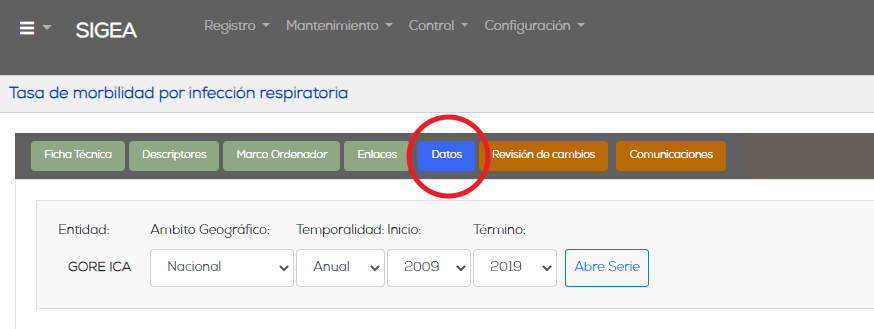 SIGEA Registro Mantenimiento Control Configuración
Tasa de morbilidad por infección respiratoria
Ficha Técnica Descriptores Marco Ordenador Enlaces Datos Revisión de cambios Comunicaciones
Entidad: Ambito Geográfico: Temporalidad: Inicio: Término:
GORE ICA Nacional Anual 2009 2019 Abre Serie